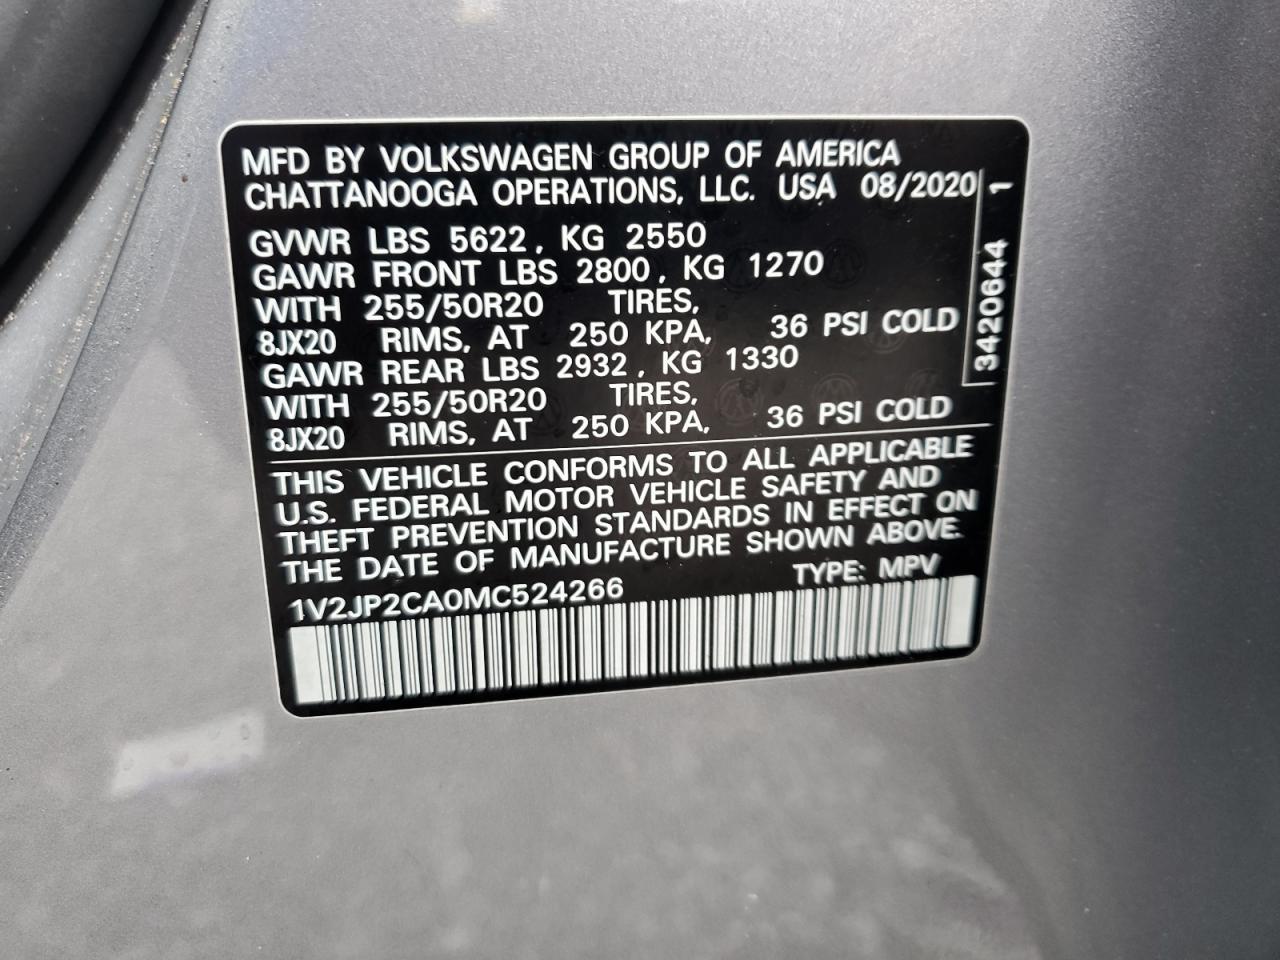 MFD BY VOLKSWAGEN GROUP OF AMERICA
CHATTANOOGA OPERATIONS, LLC. USA 08/2020
GVWR LBS 5622, KG 2550
GAWR FRONT LBS 2800, KG 1270
WITH 255/50R20 TIRES,
8JX20 RIMS, AT 250 KPA, 36 PSI COLD
GAWR REAR LBS 2932, KG 1330
WITH 255/50R20 TIRES,
8JX20 RIMS, AT 250 KPA, 36 PSI COLD
3420644 1
THIS VEHICLE CONFORMS TO ALL APPLICABLE
U.S. FEDERAL MOTOR VEHICLE SAFETY AND
THEFT PREVENTION STANDARDS IN EFFECT ON
THE DATE OF MANUFACTURE SHOWN ABOVE.
1V2JP2CA0MC524266 TYPE: MPV